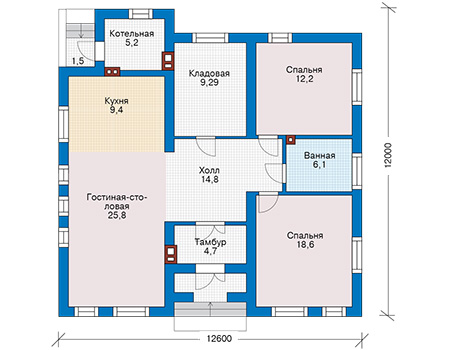 Котельная
5,2
1,5
Кладовая
9,29
Спальня
12,2
Кухня
9,4
Ванная
6,1
Холл
14,8
Гостиная-сто-
ловая
25,8
Тамбур
4,7
Спальня
18,6
12000
12600